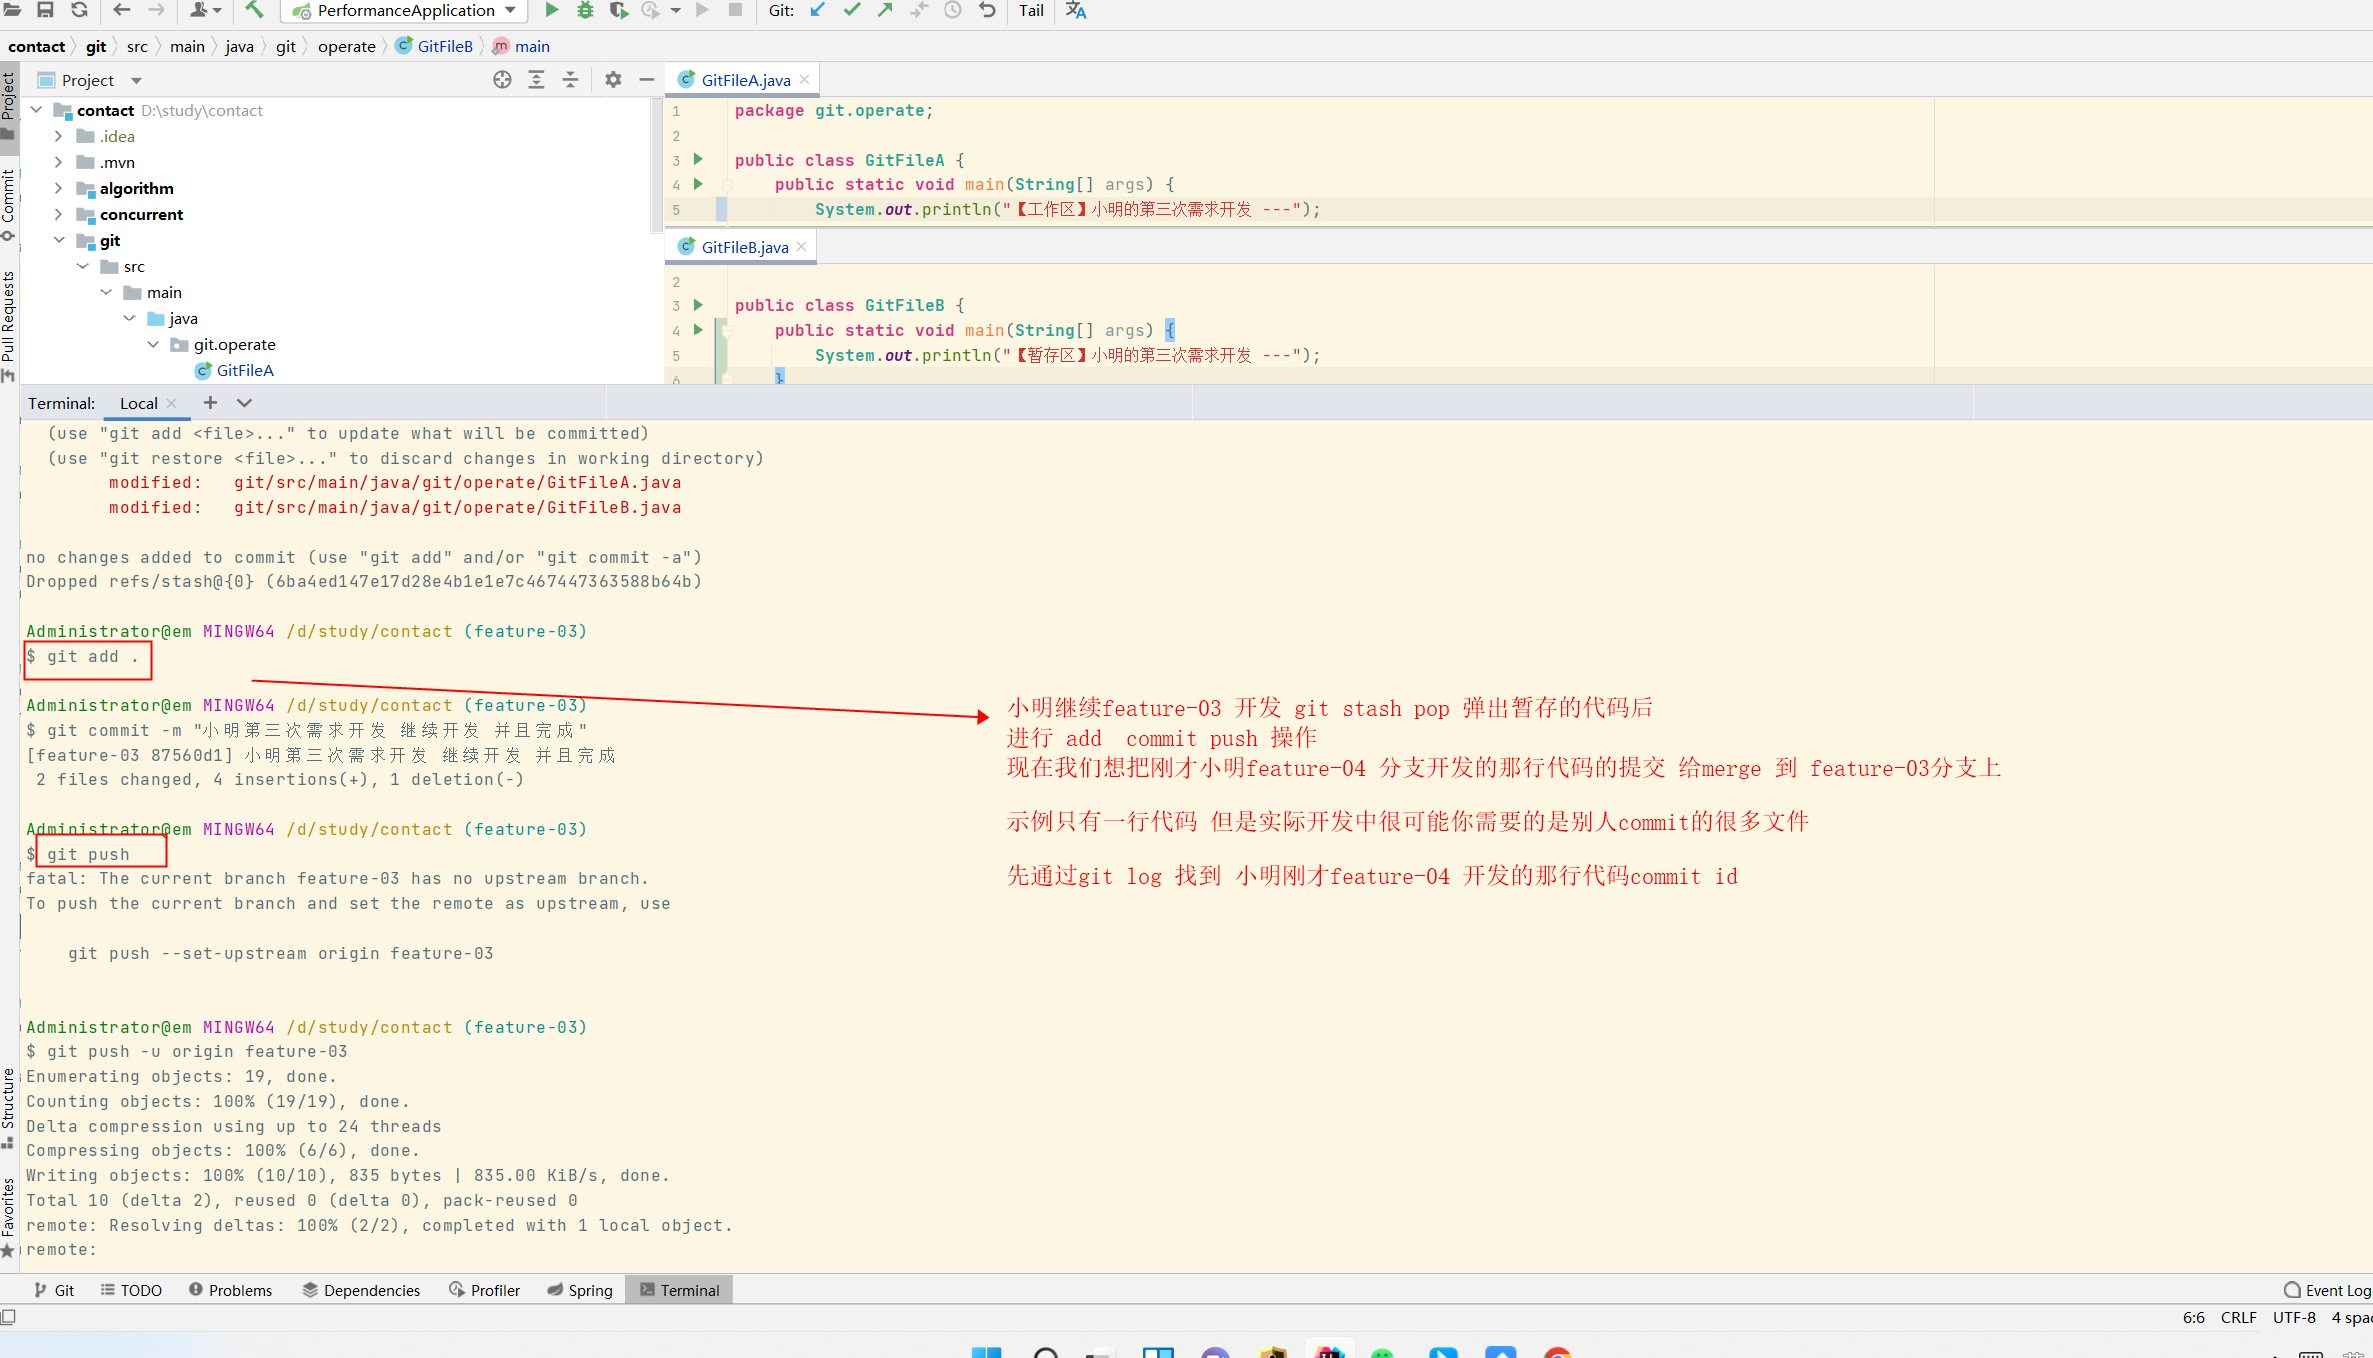 PerformanceApplication
Git:
Tail
contact
git
src
main
java
git
operate
GitFileB
main
Project
Commit
Pull Requests
Structure
Favorites
Project
contact D:\study\contact
.idea
.mvn
algorithm
concurrent
git
src
main
java
git.operate
GitFileA
GitFileA.java
1 package git.operate;
2
3 public class GitFileA {
4 public static void main(String[] args) {
5 System.out.println("【工作区】小明的第三次需求开发 ---");
GitFileB.java
2
3 public class GitFileB {
4 public static void main(String[] args) {
5 System.out.println("【暂存区】小明的第三次需求开发 ---");
6 }
Terminal: Local
(use "git add <file>..." to update what will be committed)
(use "git restore <file>..." to discard changes in working directory)
modified:   git/src/main/java/git/operate/GitFileA.java
modified:   git/src/main/java/git/operate/GitFileB.java
no changes added to commit (use "git add" and/or "git commit -a")
Dropped refs/stash@{0} (6ba4ed147e17d28e4b1e1e7c467447363588b64b)
Administrator@em MINGW64 /d/study/contact (feature-03)
$ git add .
Administrator@em MINGW64 /d/study/contact (feature-03)
$ git commit -m "小明第三次需求开发 继续开发 并且完成"
[feature-03 87560d1] 小明第三次需求开发 继续开发 并且完成
2 files changed, 4 insertions(+), 1 deletion(-)
Administrator@em MINGW64 /d/study/contact (feature-03)
$ git push
fatal: The current branch feature-03 has no upstream branch.
To push the current branch and set the remote as upstream, use
git push --set-upstream origin feature-03
Administrator@em MINGW64 /d/study/contact (feature-03)
$ git push -u origin feature-03
Enumerating objects: 19, done.
Counting objects: 100% (19/19), done.
Delta compression using up to 24 threads
Compressing objects: 100% (6/6), done.
Writing objects: 100% (10/10), 835 bytes | 835.00 KiB/s, done.
Total 10 (delta 2), reused 0 (delta 0), pack-reused 0
remote: Resolving deltas: 100% (2/2), completed with 1 local object.
remote:
小明继续feature-03 开发 git stash pop 弹出暂存的代码后
进行 add  commit push 操作
现在我们想把刚才小明feature-04 分支开发的那行代码的提交 给merge 到 feature-03分支上
示例只有一行代码 但是实际开发中很可能你需要的是别人commit的很多文件
先通过git log 找到 小明刚才feature-04 开发的那行代码commit id
Git
TODO
Problems
Dependencies
Profiler
Spring
Terminal
Event Log
6:6 CRLF UTF-8 4 spac